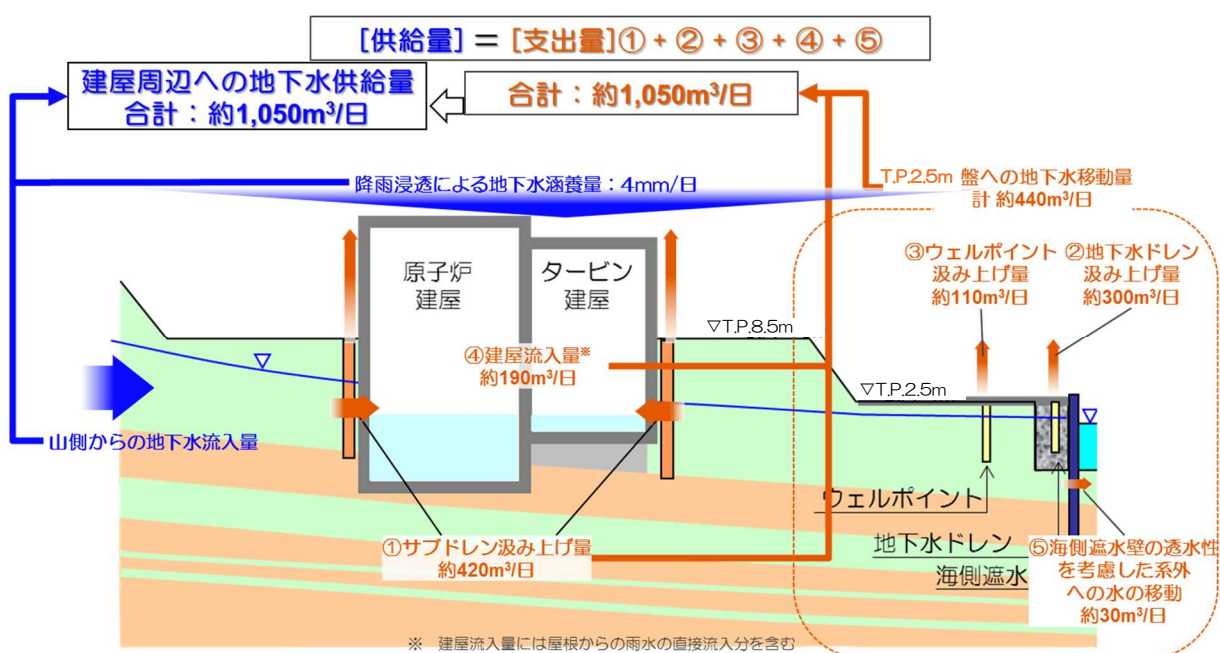 [供給量] = [支出量]① + ② + ③ + ④ + ⑤
建屋周辺への地下水供給量
合計：約1,050m³/日
合計：約1,050m³/日
降雨浸透による地下水涵養量：4mm/日
T.P.2.5m 盤への地下水移動量
計 約440m³/日
原子炉
建屋
タービン
建屋
③ウェルポイント
汲み上げ量
約110m³/日
②地下水ドレン
汲み上げ量
約300m³/日
▽T.P.8.5m
④建屋流入量※
約190m³/日
▽T.P.2.5m
山側からの地下水流入量
ウェルポイント
①サブドレン汲み上げ量
約420m³/日
地下水ドレン
海側遮水
⑤海側遮水壁の透水性
を考慮した系外
への水の移動
約30m³/日
※ 建屋流入量には屋根からの雨水の直接流入分を含む